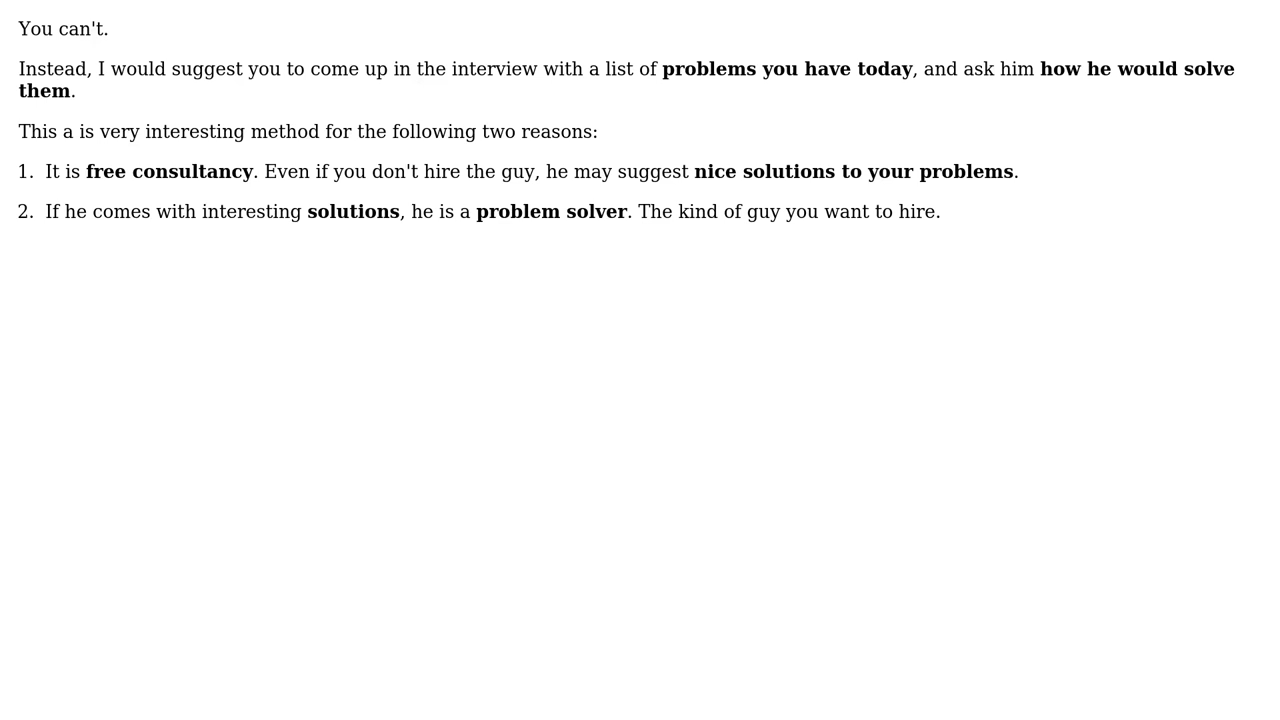 You can't.
Instead, I would suggest you to come up in the interview with a list of problems you have today, and ask him how he would solve
them.
This a is very interesting method for the following two reasons:
1. It is free consultancy. Even if you don't hire the guy, he may suggest nice solutions to your problems.
2. If he comes with interesting solutions, he is a problem solver. The kind of guy you want to hire.